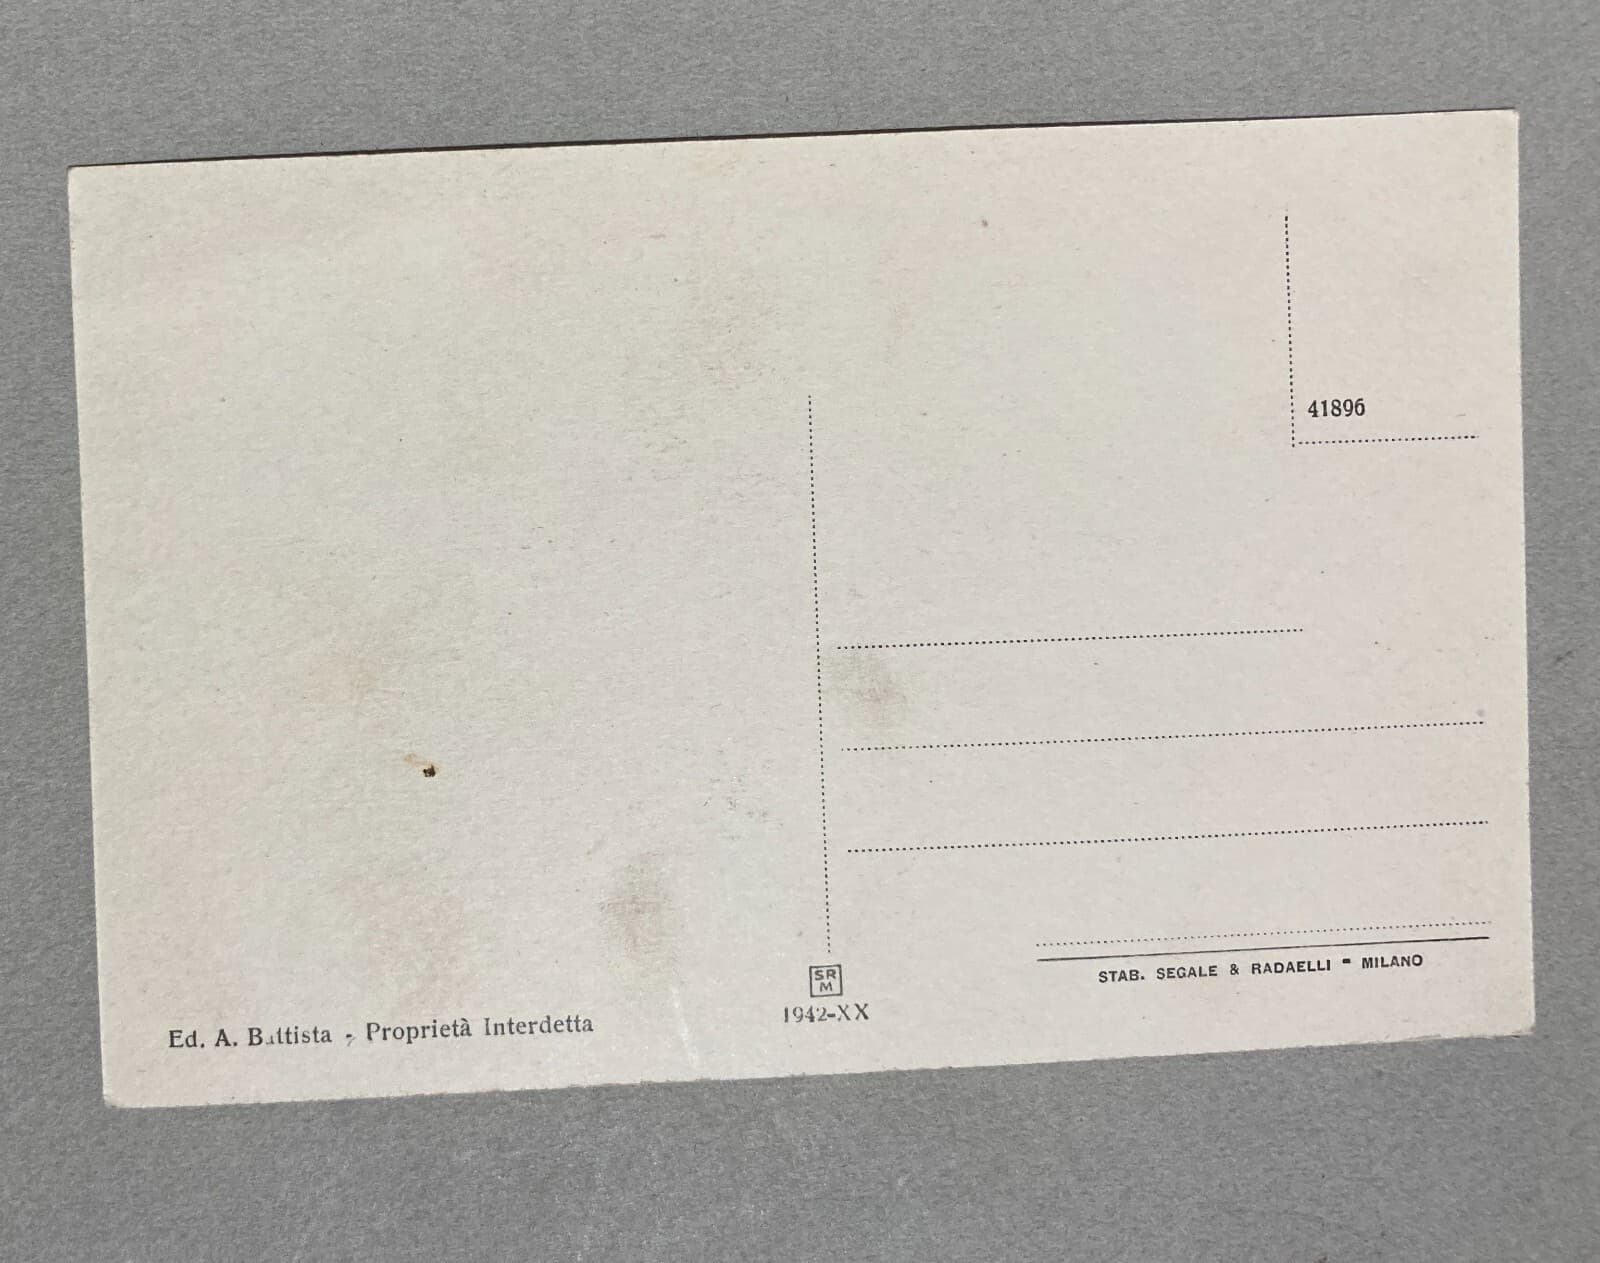 41896
STAB. SEGALE & RADAELLI - MILANO
SR
M
1942-XX
Ed. A. Battista - Proprietà Interdetta